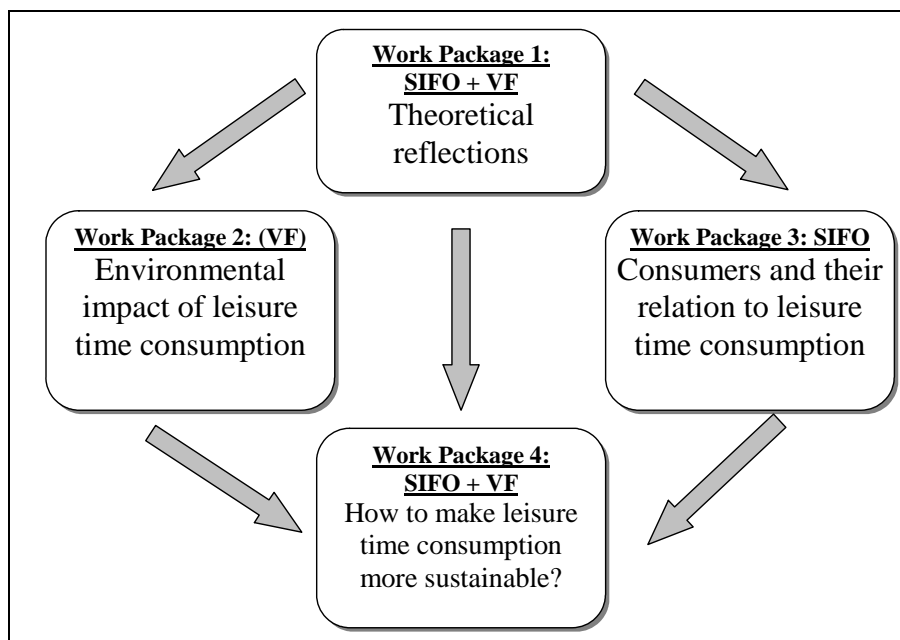 Work Package 1:
SIFO + VF
Theoretical
reflections
Work Package 2: (VF)
Environmental
impact of leisure
time consumption
Work Package 3: SIFO
Consumers and their
relation to leisure
time consumption
Work Package 4:
SIFO + VF
How to make leisure
time consumption
more sustainable?